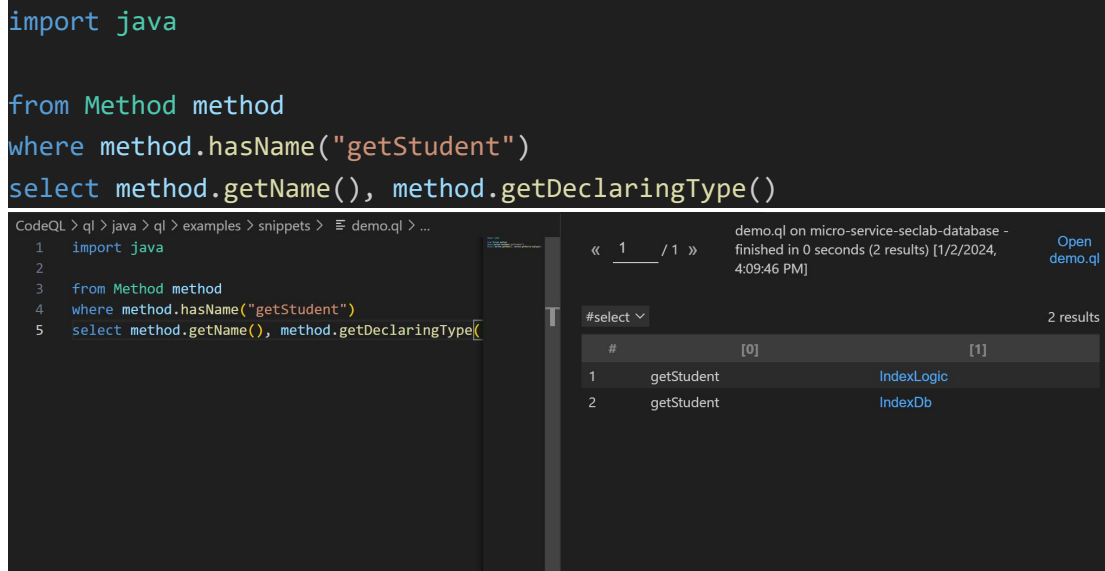 import java
from Method method
where method.hasName("getStudent")
select method.getName(), method.getDeclaringType()
CodeQL > ql > java > ql > examples > snippets > demo.ql > ...
1 import java
2
3 from Method method
4 where method.hasName("getStudent")
5 select method.getName(), method.getDeclaringType(
« 1 / 1 »
demo.ql on micro-service-seclab-database -
finished in 0 seconds (2 results) [1/2/2024,
4:09:46 PM]
Open
demo.ql
#select
2 results
# [0] [1]
1 getStudent IndexLogic
2 getStudent IndexDb